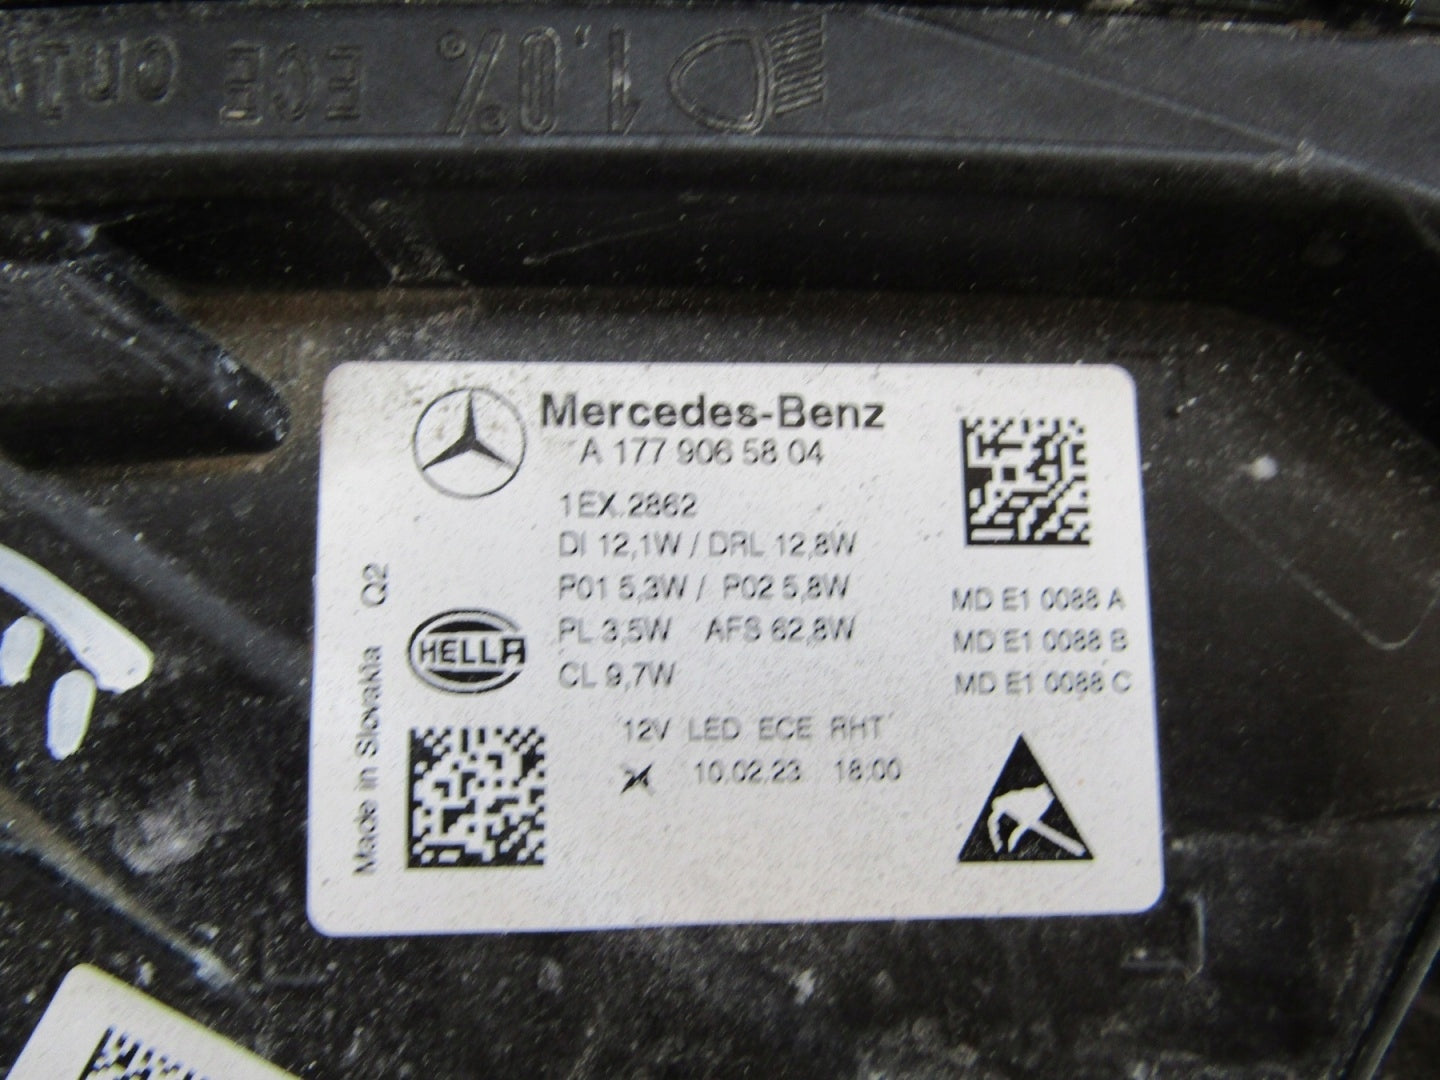 1,0% ECE only
Mercedes-Benz
A 177 906 58 04
1EX.2862
DI 12,1W / DRL 12,8W
P01 5,3W / P02 5,8W
PL 3,5W AFS 62,8W
CL 9,7W
HELLA
Made in Slovakia Q2
MD E1 0088 A
MD E1 0088 B
MD E1 0088 C
12V LED ECE RHT
10.02.23 18:00